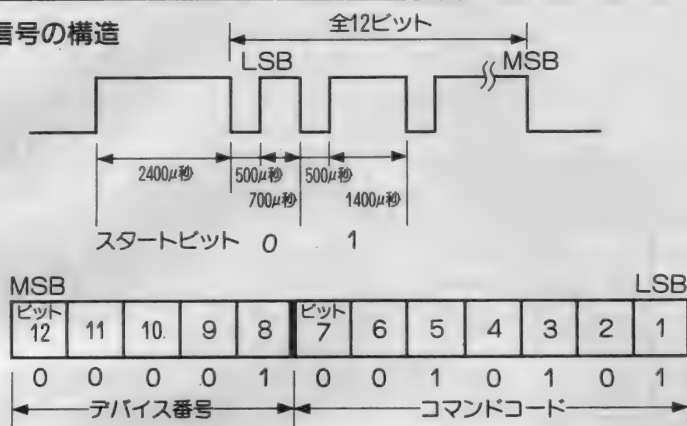 信号の構造
全12ビット
LSB MSB
2400μ秒 500μ秒 500μ秒
700μ秒 1400μ秒
スタートビット 0 1
MSB LSB
ビット ビット
12 11 10. 9 8 7 6 5 4 3 2 1
0 0 0 0 1 0 0 1 0 1 0 1
デバイス番号 コマンドコード